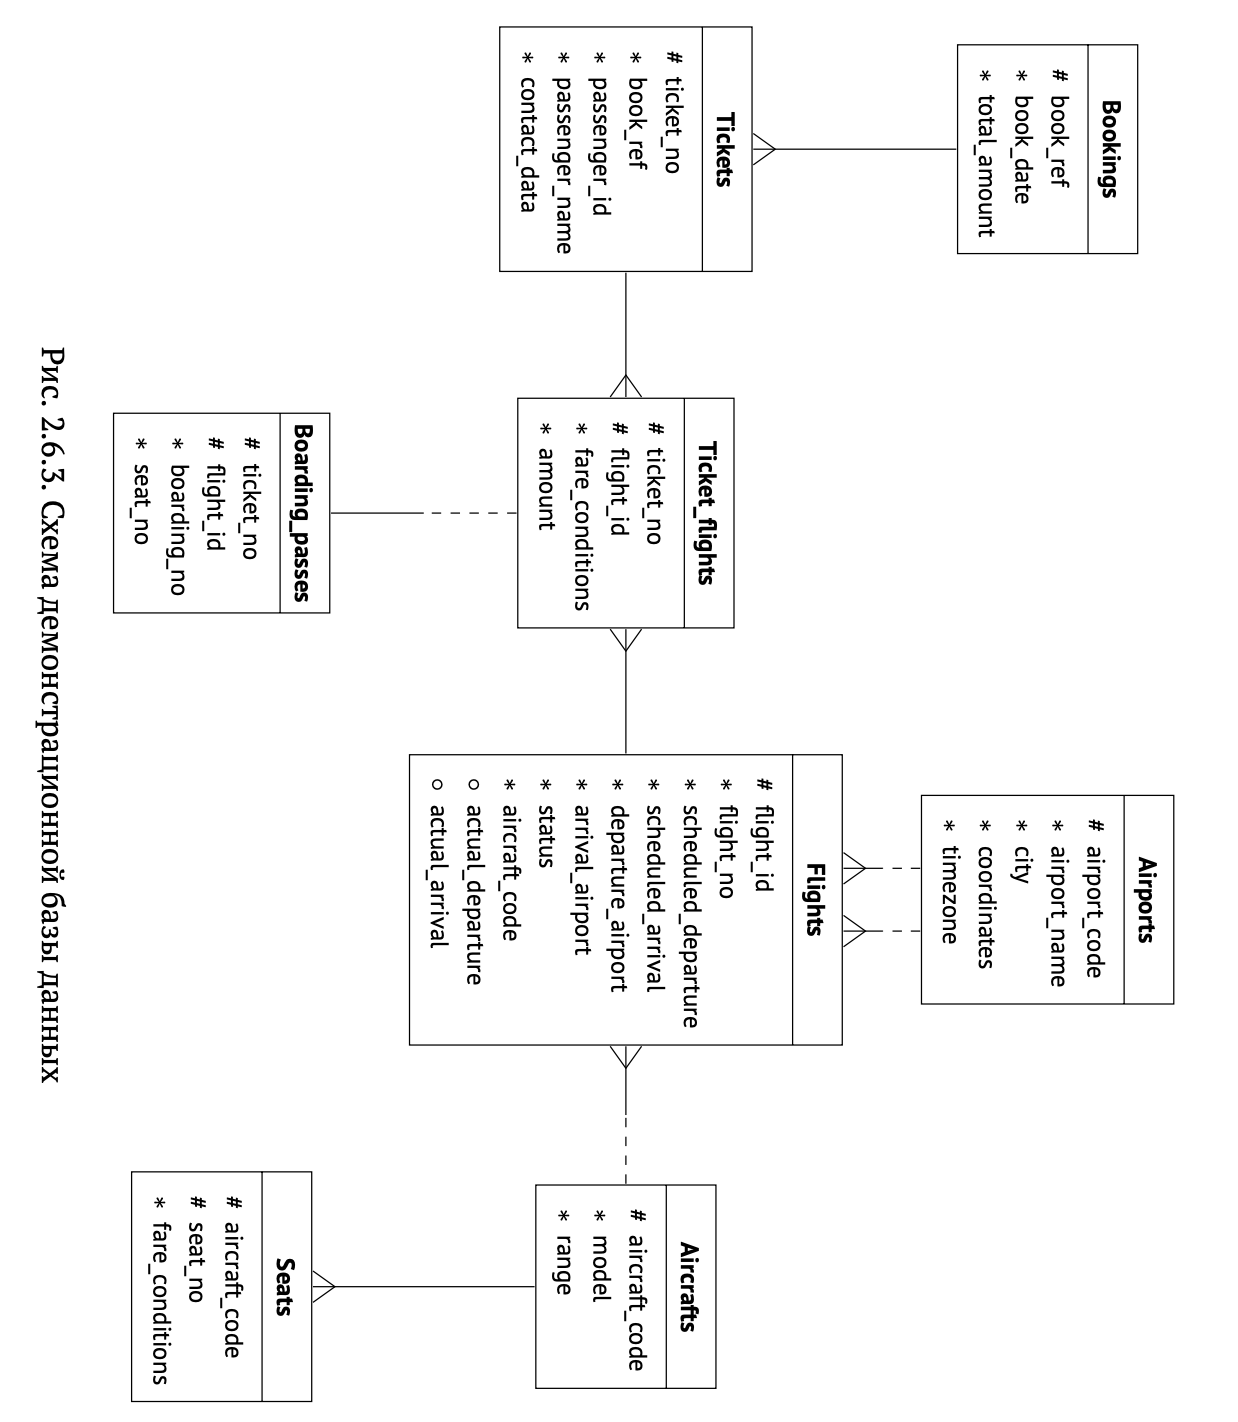 Bookings
# book_ref
* book_date
* total_amount
Airports
# airport_code
* airport_name
* city
* coordinates
* timezone
Tickets
# ticket_no
* book_ref
* passenger_id
* passenger_name
* contact_data
Ticket_flights
# ticket_no
# flight_id
* fare_conditions
* amount
Flights
# flight_id
* flight_no
* scheduled_departure
* scheduled_arrival
* departure_airport
* arrival_airport
* status
* aircraft_code
○ actual_departure
○ actual_arrival
Aircrafts
# aircraft_code
* model
* range
Boarding_passes
# ticket_no
# flight_id
* boarding_no
* seat_no
Seats
# aircraft_code
# seat_no
* fare_conditions
Рис. 2.6.3. Схема демонстрационной базы данных